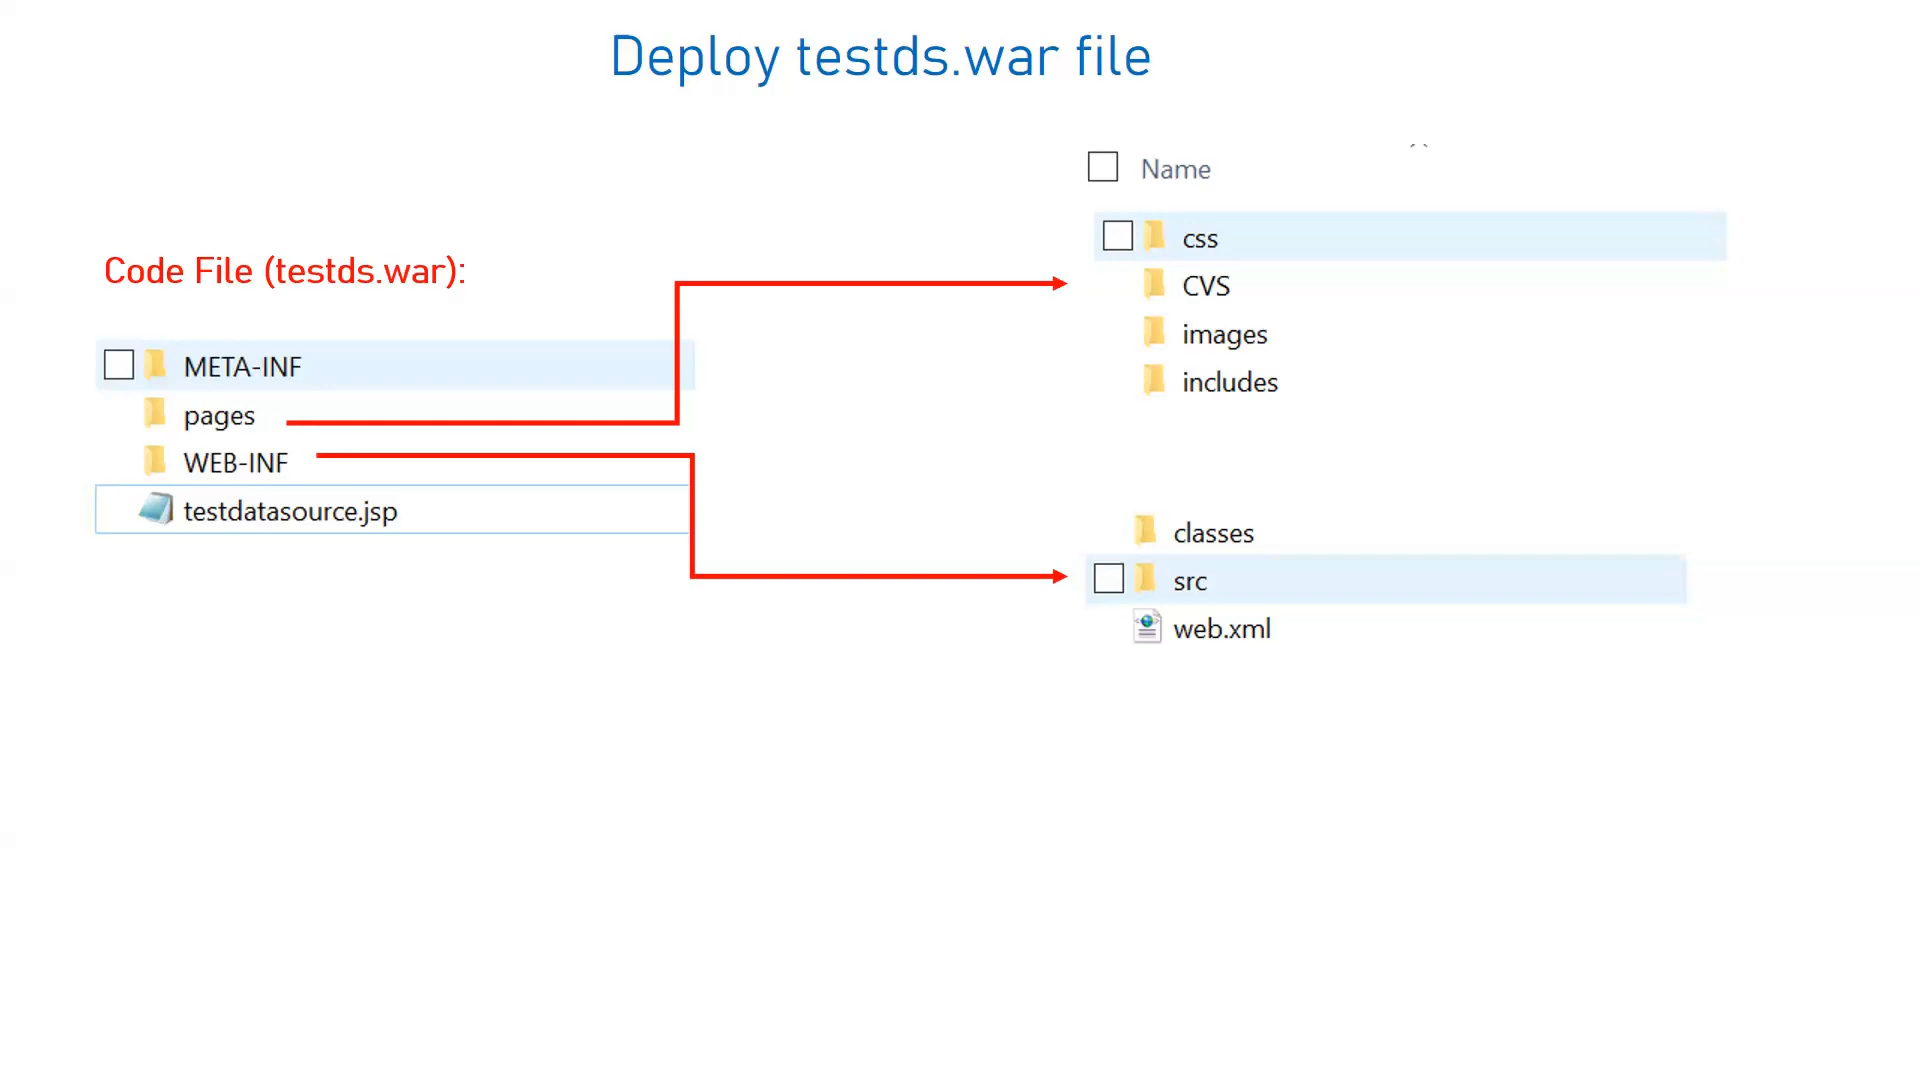 Deploy testds.war file
Code File (testds.war):
META-INF
pages
WEB-INF
testdatasource.jsp
Name
css
CVS
images
includes
classes
src
web.xml